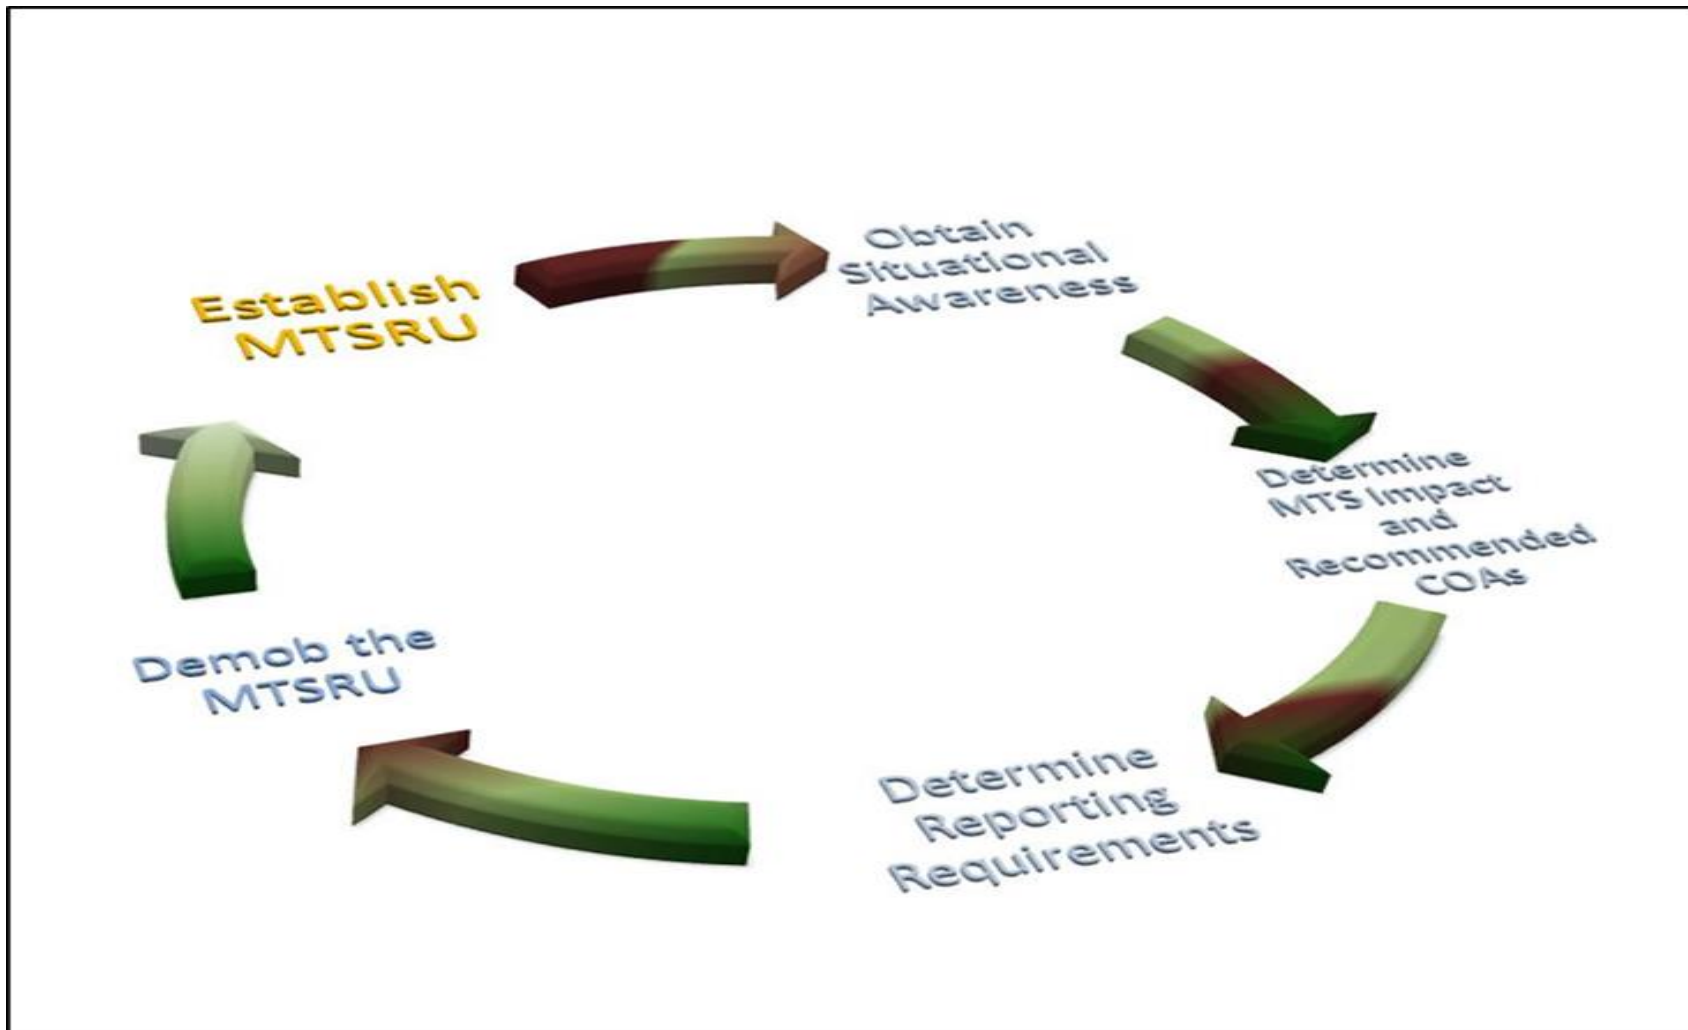 Establish
MTSRU
Obtain
Situational
Awareness
Determine
MTS Impact
and
Recommended
COAs
Determine
Reporting
Requirements
Demob the
MTSRU